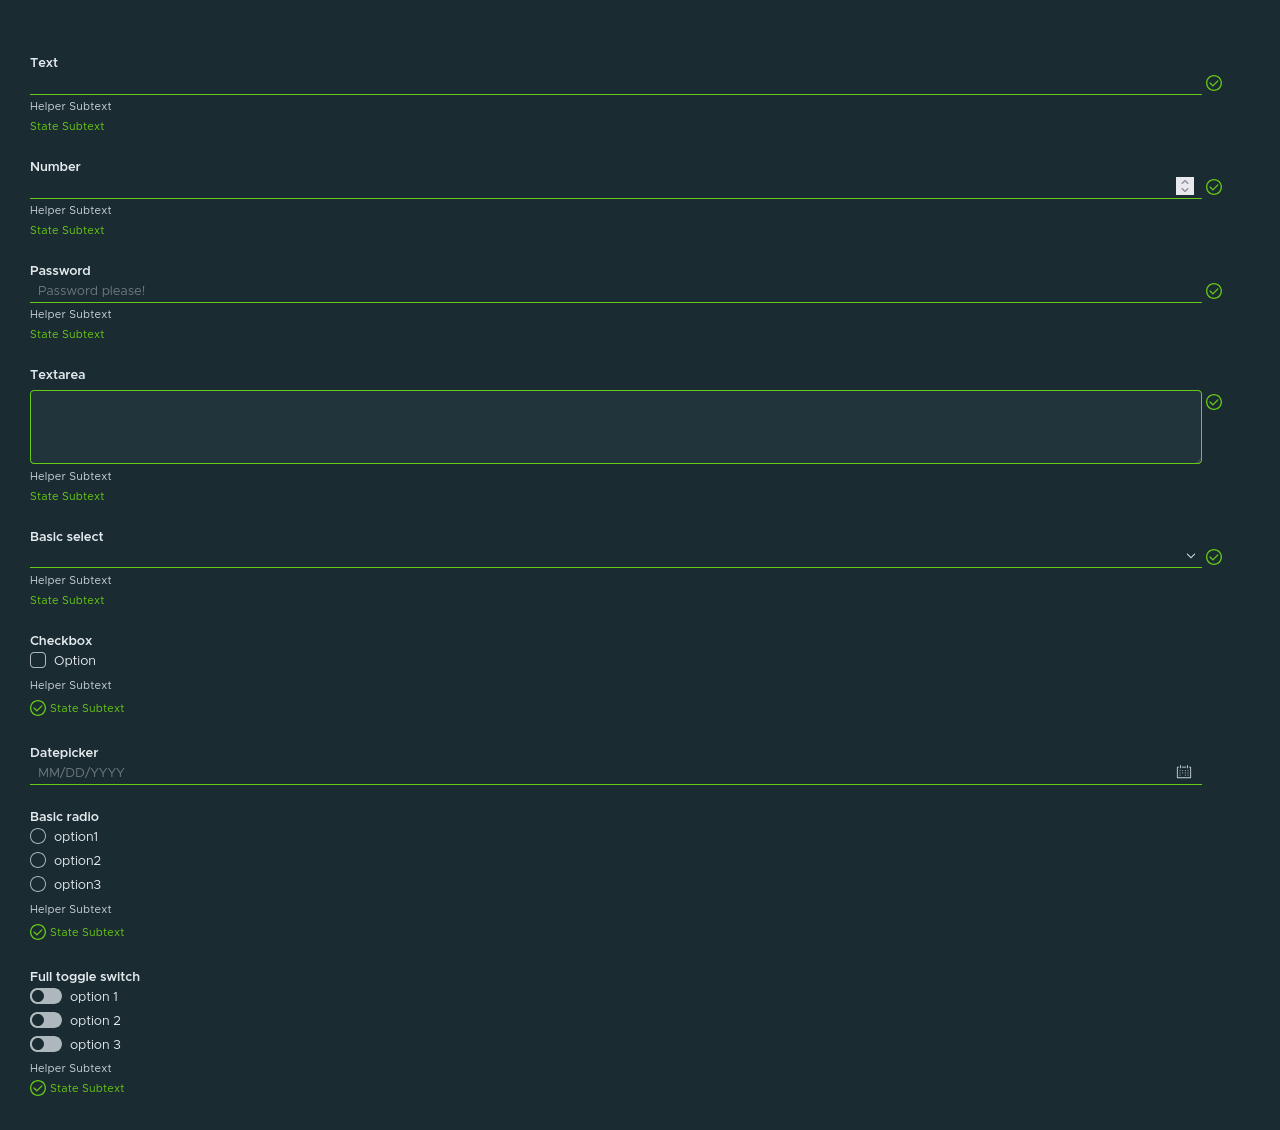 Text
Helper Subtext
State Subtext
Number
Helper Subtext
State Subtext
Password
Password please!
Helper Subtext
State Subtext
Textarea
Helper Subtext
State Subtext
Basic select
Helper Subtext
State Subtext
Checkbox
Option
Helper Subtext
State Subtext
Datepicker
MM/DD/YYYY
Basic radio
option1
option2
option3
Helper Subtext
State Subtext
Full toggle switch
option 1
option 2
option 3
Helper Subtext
State Subtext